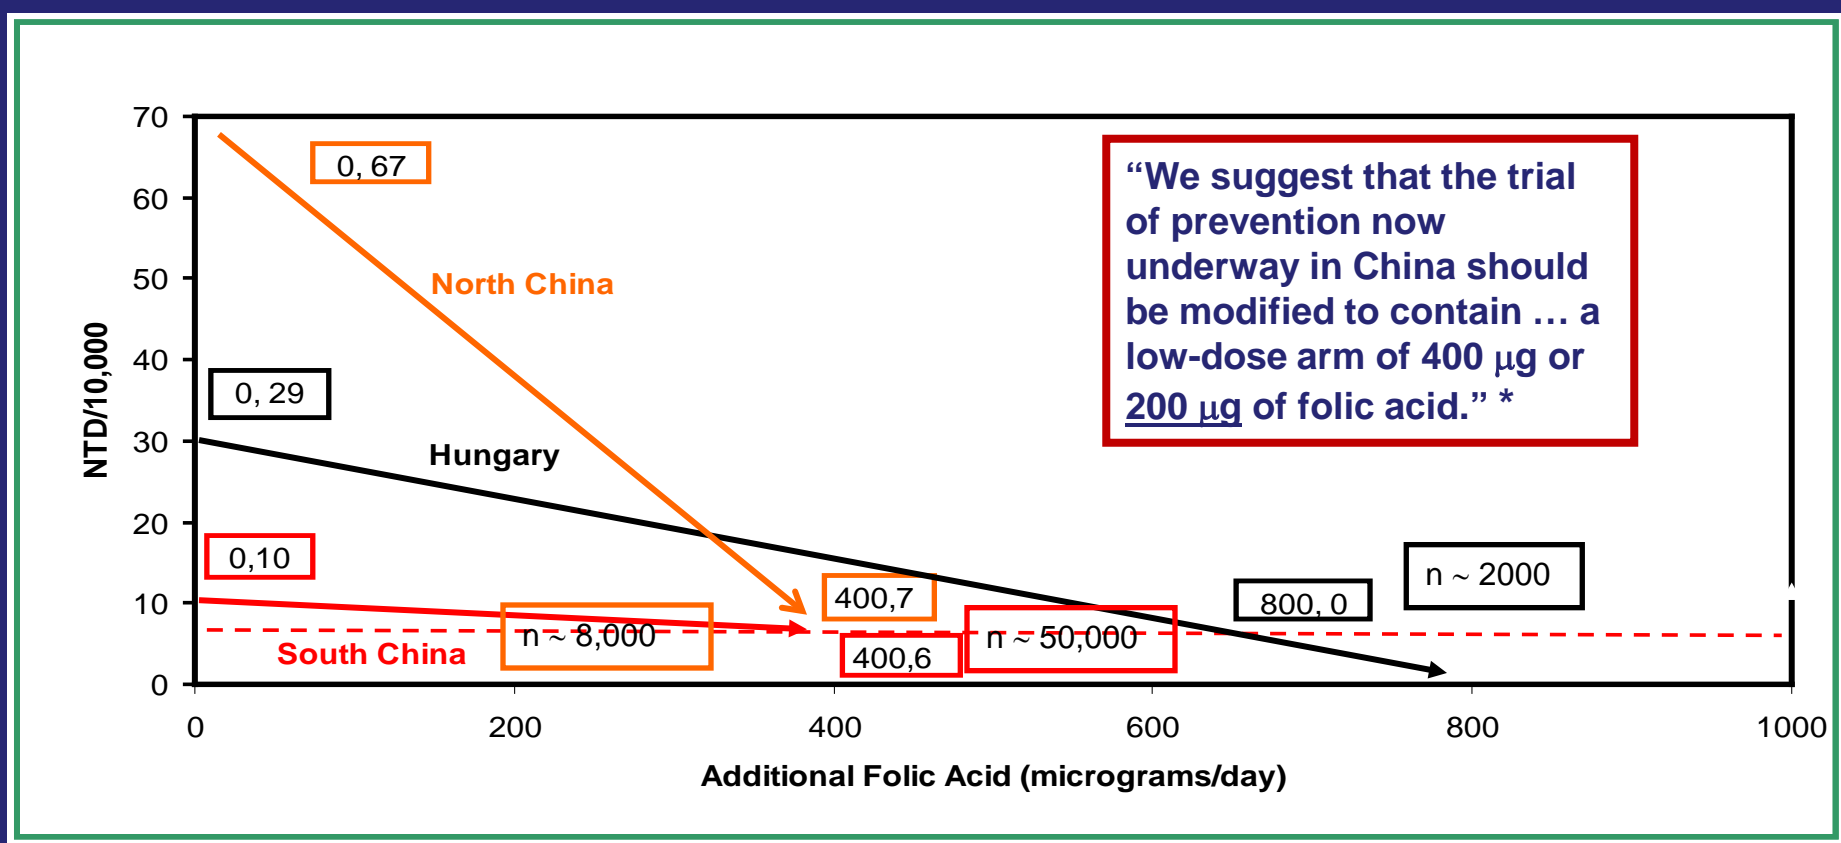 70
60
50
40
30
20
10
0
NTD/10,000
0, 67
North China
0, 29
Hungary
0,10
South China
n ~ 8,000
400,7
400,6
n ~ 50,000
800, 0
n ~ 2000
“We suggest that the trial
of prevention now
underway in China should
be modified to contain … a
low-dose arm of 400 μg or
200 μg of folic acid.” *
0 200 400 600 800 1000
Additional Folic Acid (micrograms/day)